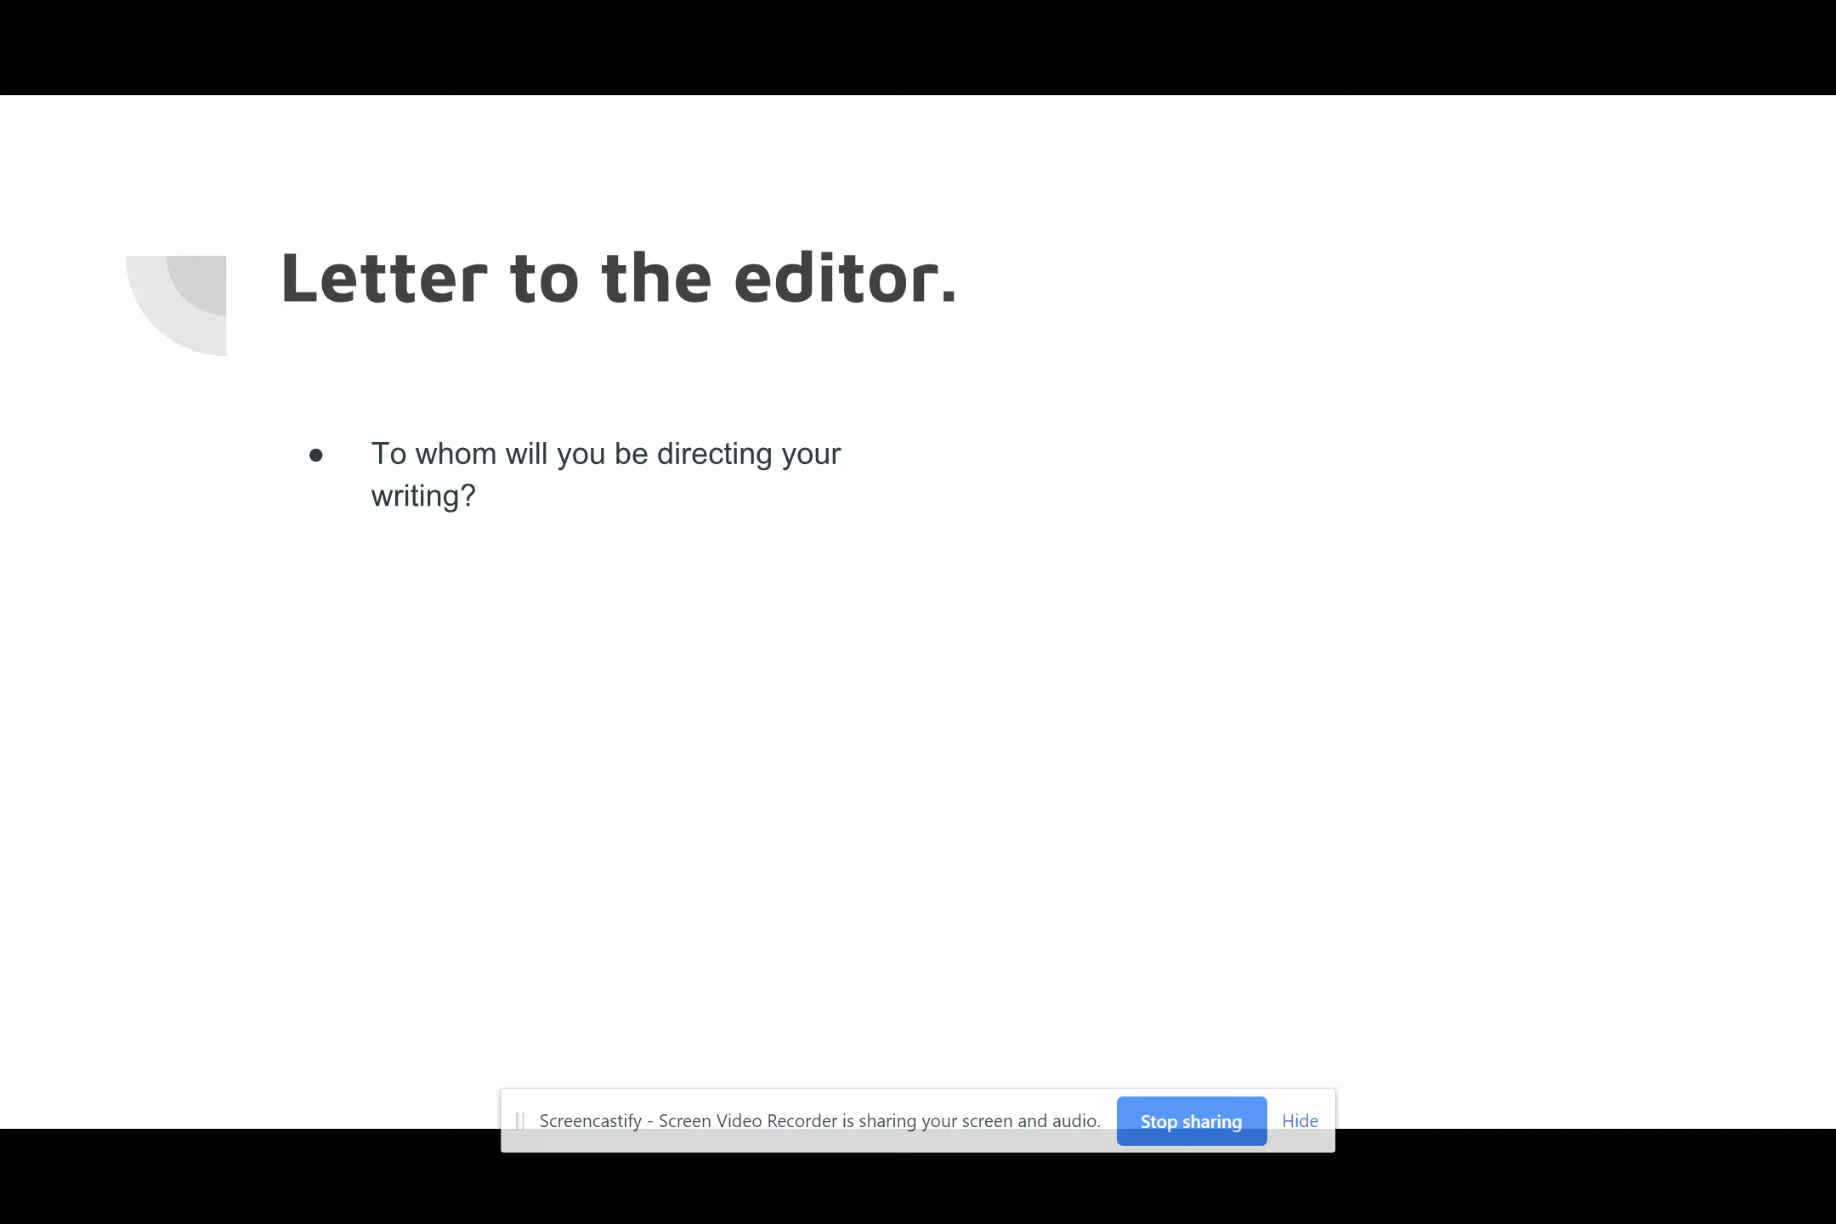 Letter to the editor.
● To whom will you be directing your
writing?
Screencastify - Screen Video Recorder is sharing your screen and audio. Stop sharing Hide